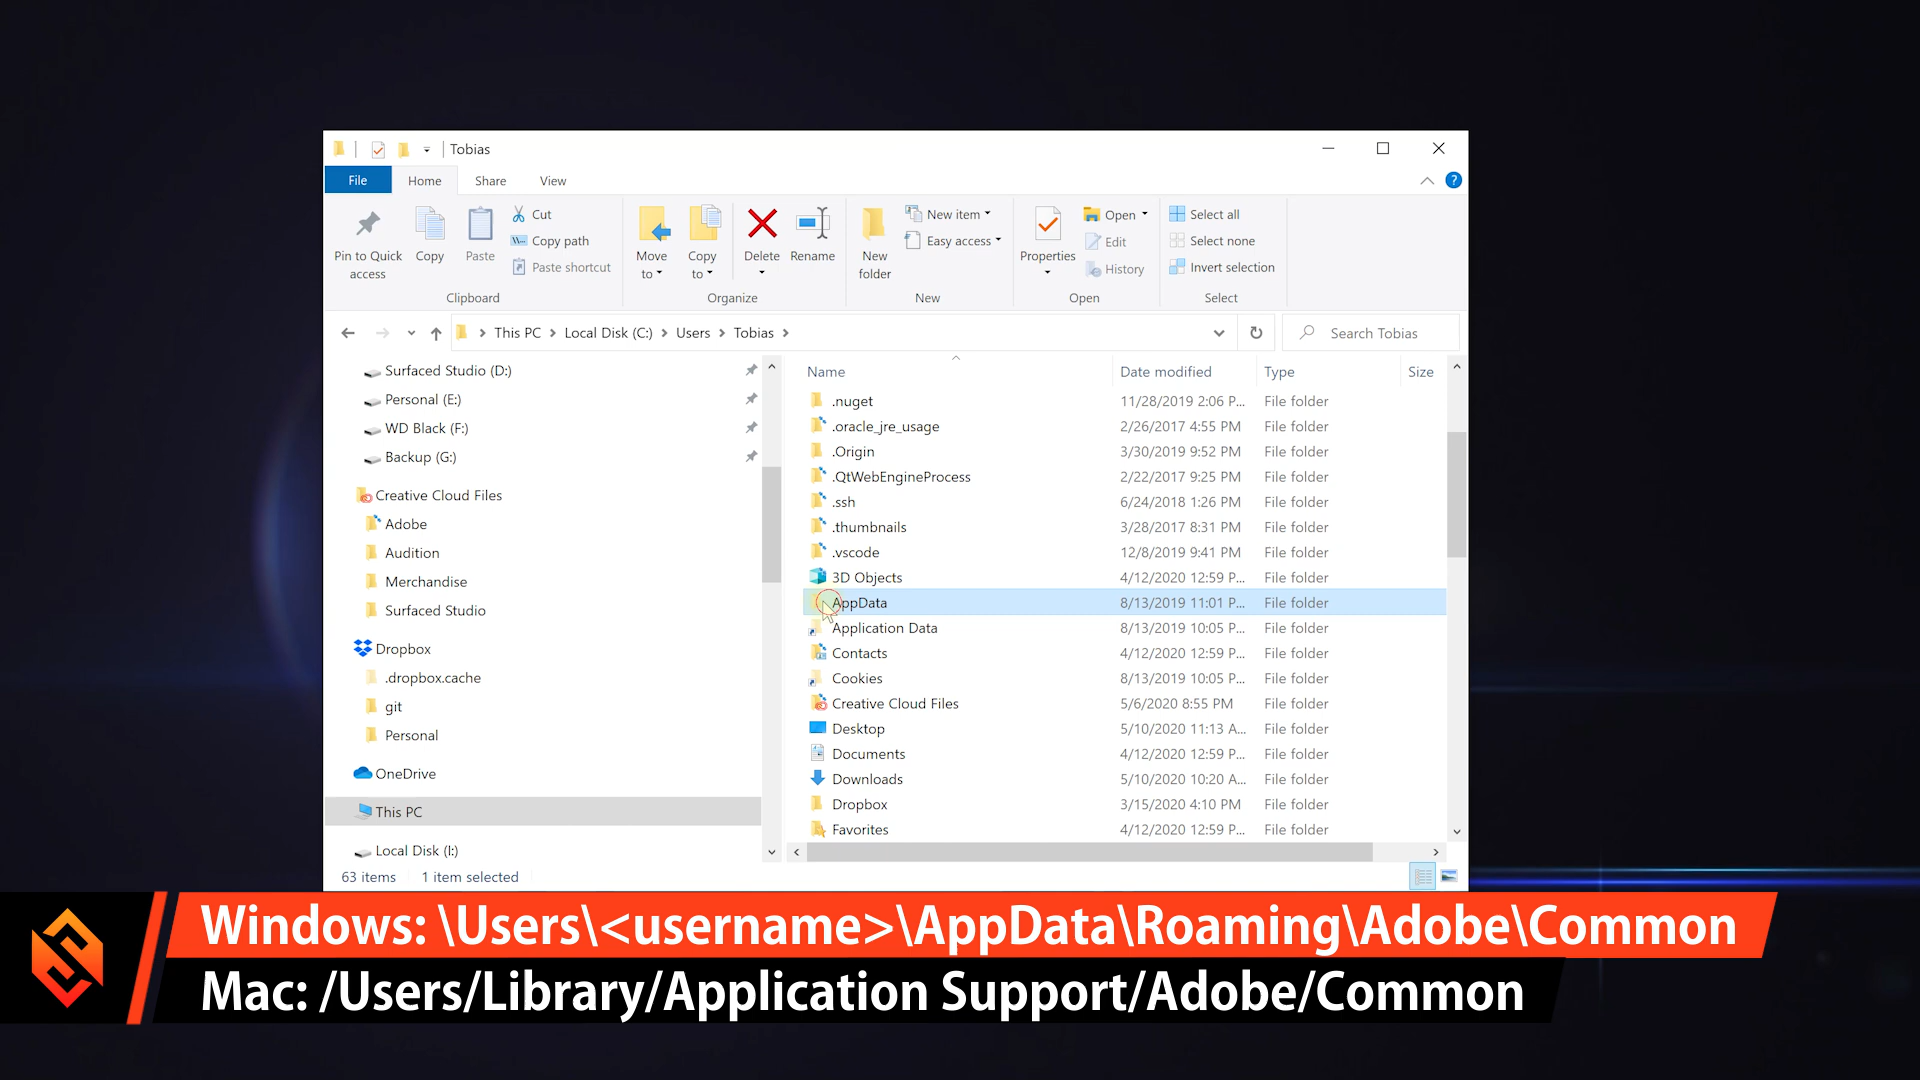 Tobias
File Home Share View
Pin to Quick access
Copy
Paste
Cut
Copy path
Paste shortcut
Clipboard
Move to
Copy to
Delete
Rename
Organize
New folder
New item
Easy access
New
Properties
Open
Edit
History
Open
Select all
Select none
Invert selection
Select
This PC Local Disk (C:) Users Tobias
Search Tobias
Surfaced Studio (D:)
Personal (E:)
WD Black (F:)
Backup (G:)
Creative Cloud Files
Adobe
Audition
Merchandise
Surfaced Studio
Dropbox
.dropbox.cache
git
Personal
OneDrive
This PC
Local Disk (I:)
Name Date modified Type Size
.nuget 11/28/2019 2:06 P... File folder
.oracle_jre_usage 2/26/2017 4:55 PM File folder
.Origin 3/30/2019 9:52 PM File folder
.QtWebEngineProcess 2/22/2017 9:25 PM File folder
.ssh 6/24/2018 1:26 PM File folder
.thumbnails 3/28/2017 8:31 PM File folder
.vscode 12/8/2019 9:41 PM File folder
3D Objects 4/12/2020 12:59 P... File folder
AppData 8/13/2019 11:01 P... File folder
Application Data 8/13/2019 10:05 P... File folder
Contacts 4/12/2020 12:59 P... File folder
Cookies 8/13/2019 10:05 P... File folder
Creative Cloud Files 5/6/2020 8:55 PM File folder
Desktop 5/10/2020 11:13 A... File folder
Documents 4/12/2020 12:59 P... File folder
Downloads 5/10/2020 10:20 A... File folder
Dropbox 3/15/2020 4:10 PM File folder
Favorites 4/12/2020 12:59 P... File folder
63 items 1 item selected
Windows: \Users\<username>\AppData\Roaming\Adobe\Common
Mac: /Users/Library/Application Support/Adobe/Common